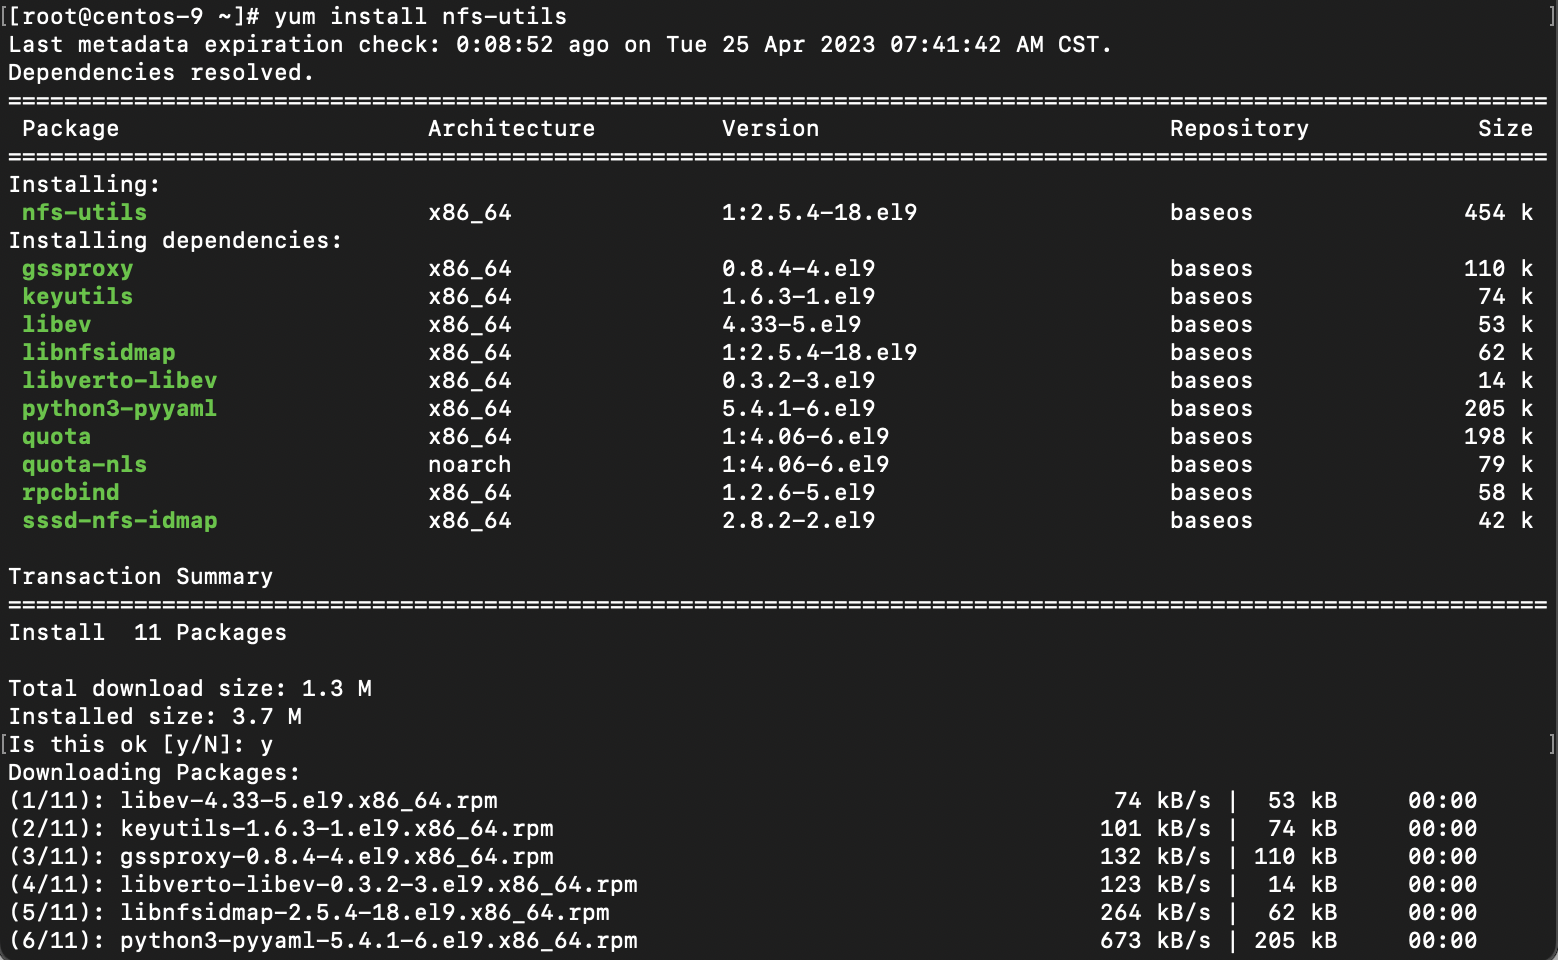 [[root@centos-9 ~]# yum install nfs-utils ]
Last metadata expiration check: 0:08:52 ago on Tue 25 Apr 2023 07:41:42 AM CST.
Dependencies resolved.
==============================================================================================================
Package Architecture Version Repository Size
==============================================================================================================
Installing:
nfs-utils x86_64 1:2.5.4-18.el9 baseos 454 k
Installing dependencies:
gssproxy x86_64 0.8.4-4.el9 baseos 110 k
keyutils x86_64 1.6.3-1.el9 baseos 74 k
libev x86_64 4.33-5.el9 baseos 53 k
libnfsidmap x86_64 1:2.5.4-18.el9 baseos 62 k
libverto-libev x86_64 0.3.2-3.el9 baseos 14 k
python3-pyyaml x86_64 5.4.1-6.el9 baseos 205 k
quota x86_64 1:4.06-6.el9 baseos 198 k
quota-nls noarch 1:4.06-6.el9 baseos 79 k
rpcbind x86_64 1.2.6-5.el9 baseos 58 k
sssd-nfs-idmap x86_64 2.8.2-2.el9 baseos 42 k
Transaction Summary
==============================================================================================================
Install 11 Packages
Total download size: 1.3 M
Installed size: 3.7 M
[Is this ok [y/N]: y ]
Downloading Packages:
(1/11): libev-4.33-5.el9.x86_64.rpm 74 kB/s | 53 kB 00:00
(2/11): keyutils-1.6.3-1.el9.x86_64.rpm 101 kB/s | 74 kB 00:00
(3/11): gssproxy-0.8.4-4.el9.x86_64.rpm 132 kB/s | 110 kB 00:00
(4/11): libverto-libev-0.3.2-3.el9.x86_64.rpm 123 kB/s | 14 kB 00:00
(5/11): libnfsidmap-2.5.4-18.el9.x86_64.rpm 264 kB/s | 62 kB 00:00
(6/11): python3-pyyaml-5.4.1-6.el9.x86_64.rpm 673 kB/s | 205 kB 00:00